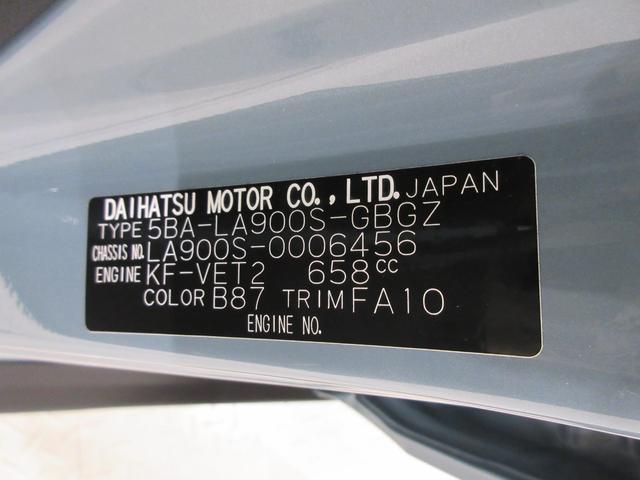 DAIHATSU MOTOR CO., LTD. JAPAN
TYPE 5BA-LA900S-GBGZ
CHASSIS NO. LA900S-0006456
ENGINE KF-VET2 658cc
COLOR B87 TRIM FA10
ENGINE NO.